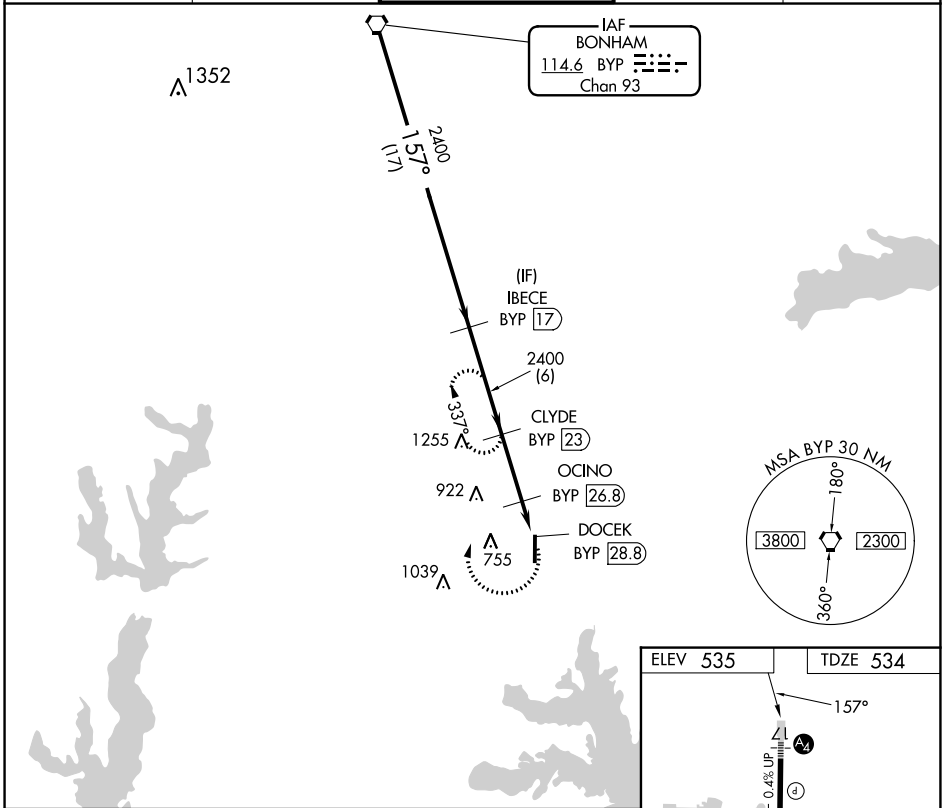 IAF
BONHAM
114.6 BYP
Chan 93
1352
2400
157°
(17)
(IF)
IBECE
BYP 17
2400
(6)
337°
CLYDE
BYP 23
1255
OCINO
BYP 26.8
922
DOCEK
BYP 28.8
755
1039
MSA BYP 30 NM
180°
3800
2300
360°
ELEV 535
TDZE 534
157°
17
A4
0.4% UP
P